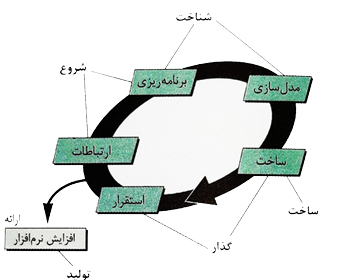 شناخت
شروع
برنامه‌ریزی
مدل‌سازی
ارتباطات
ساخت
استقرار
ساخت
ارائه
افزایش نرم‌افزار
گذار
تولید